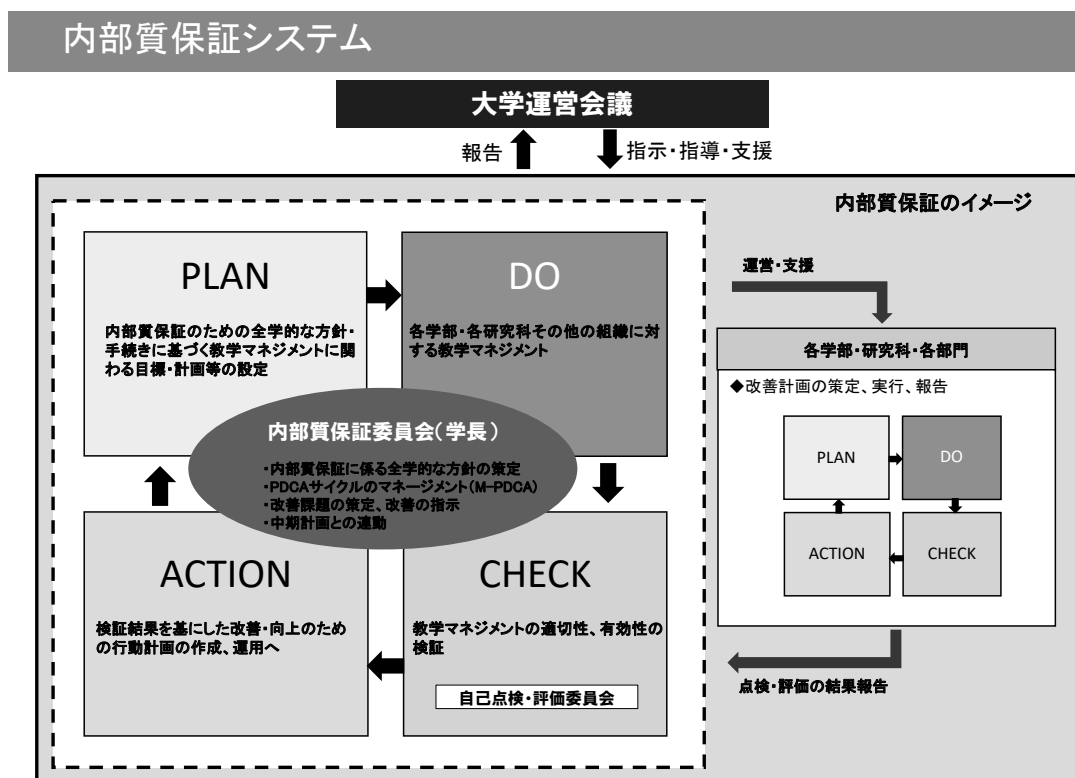 内部質保証システム
大学運営会議
報告
指示・指導・支援
内部質保証のイメージ
PLAN
内部質保証のための全学的な方針・
手続きに基づく教学マネジメントに関
わる目標・計画等の設定
DO
各学部・各研究科その他の組織に対
する教学マネジメント
内部質保証委員会（学長）
・内部質保証に係る全学的な方針の策定
・PDCAサイクルのマネージメント（M-PDCA）
・改善課題の策定、改善の指示
・中期計画との連動
ACTION
検証結果を基にした改善・向上のため
の行動計画の作成、運用へ
CHECK
教学マネジメントの適切性、有効性の
検証
自己点検・評価委員会
運営・支援
各学部・研究科・各部門
◆改善計画の策定、実行、報告
PLAN
DO
ACTION
CHECK
点検・評価の結果報告